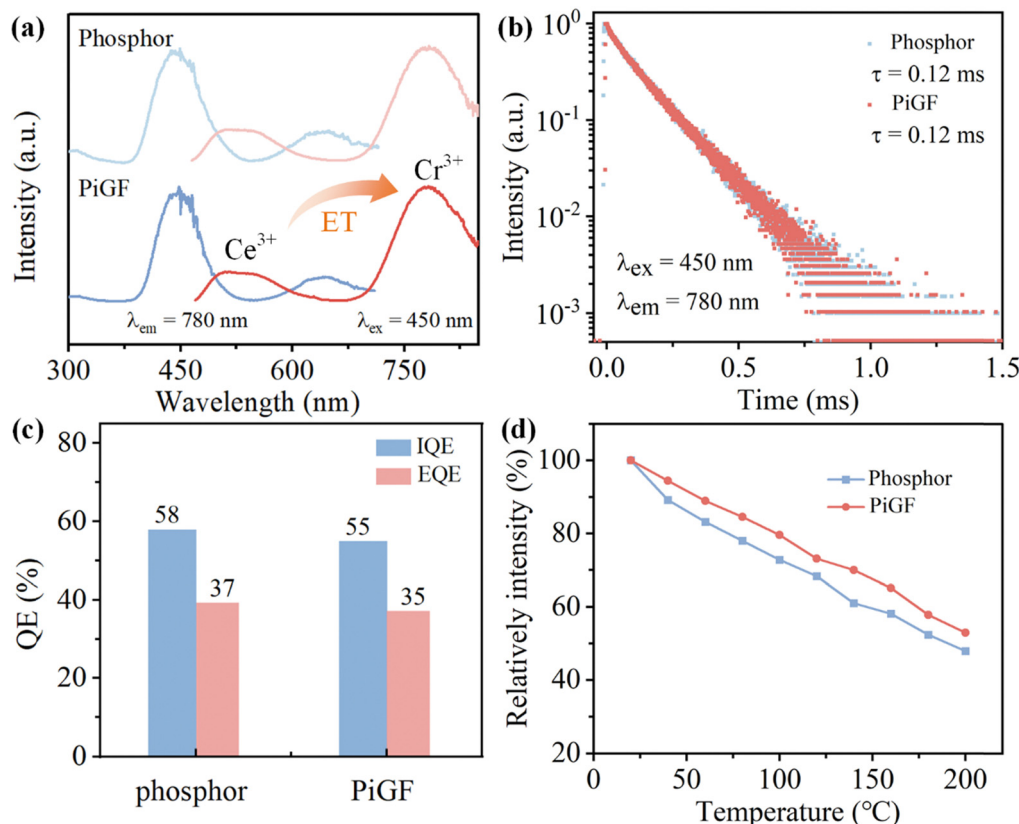 (a)
Phosphor
PiGF
Ce³⁺
ET
Cr³⁺
λem = 780 nm
λex = 450 nm
300
450
600
750
Wavelength (nm)
Intensity (a.u.)
(b)
10⁰
10⁻¹
10⁻²
10⁻³
Phosphor
τ = 0.12 ms
PiGF
τ = 0.12 ms
λex = 450 nm
λem = 780 nm
0.0
0.5
1.0
1.5
Time (ms)
Intensity (a.u.)
(c)
80
60
40
20
0
IQE
EQE
58
37
55
35
phosphor
PiGF
QE (%)
(d)
100
80
60
40
20
Phosphor
PiGF
0
50
100
150
200
Temperature (°C)
Relatively intensity (%)